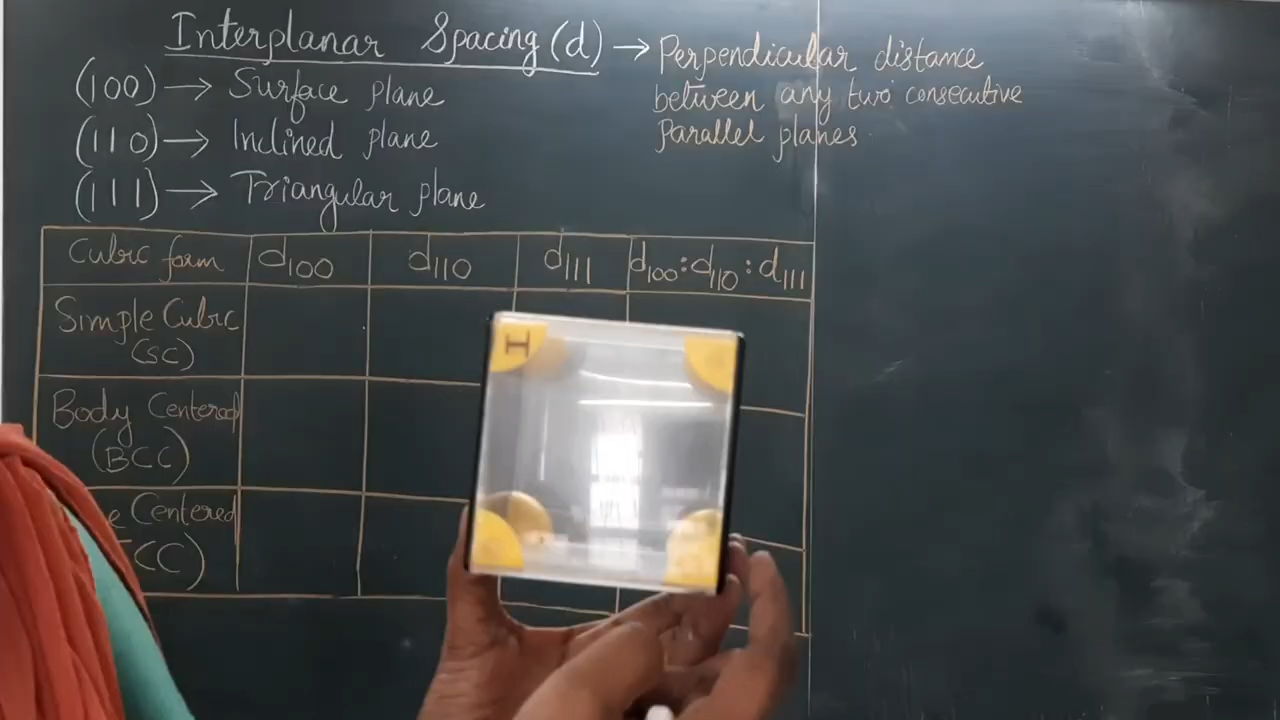 Interplanar Spacing (d) → Perpendicular distance
between any two consecutive
parallel planes
(100) → Surface plane
(110) → Inclined plane
(111) → Triangular plane
Cubic form d100 d110 d111 d100:d110:d111
Simple Cubic
(SC)
H
Body Centered
(BCC)
Centered
CC)